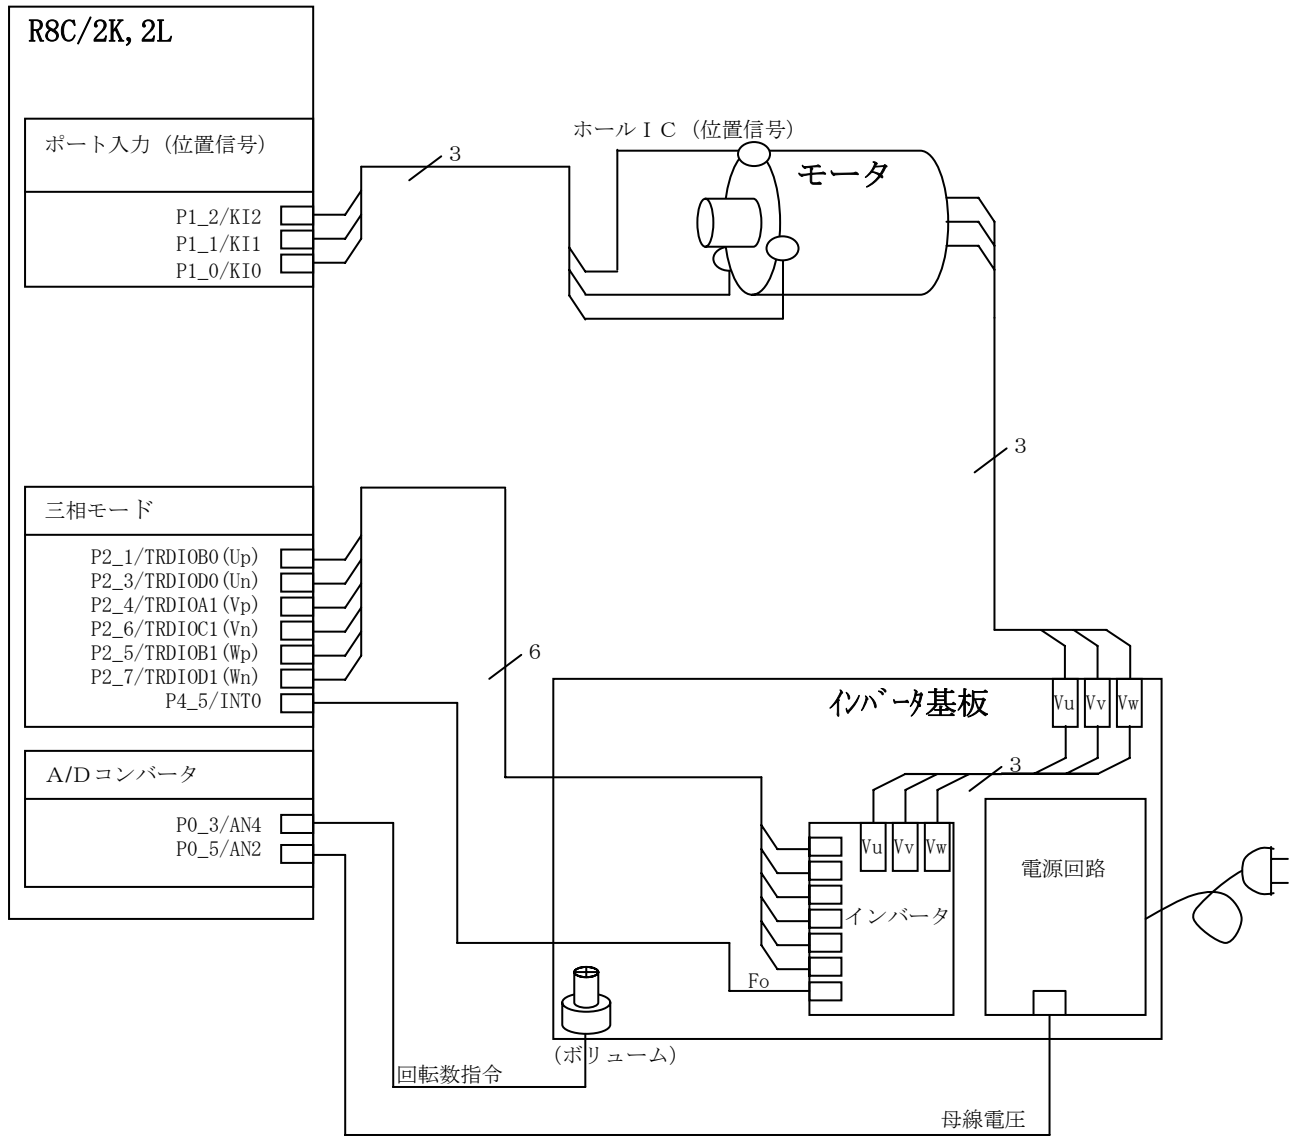 R8C/2K, 2L
ポート入力（位置信号）
P1_2/KI2
P1_1/KI1
P1_0/KI0
3
ホールＩＣ（位置信号）
モータ
3
三相モード
P2_1/TRDIOB0(Up)
P2_3/TRDIOD0(Un)
P2_4/TRDIOA1(Vp)
P2_6/TRDIOC1(Vn)
P2_5/TRDIOB1(Wp)
P2_7/TRDIOD1(Wn)
P4_5/INT0
6
インバータ基板
Vu
Vv
Vw
3
A/Dコンバータ
P0_3/AN4
P0_5/AN2
Vu
Vv
Vw
インバータ
電源回路
Fo
(ボリューム)
回転数指令
母線電圧